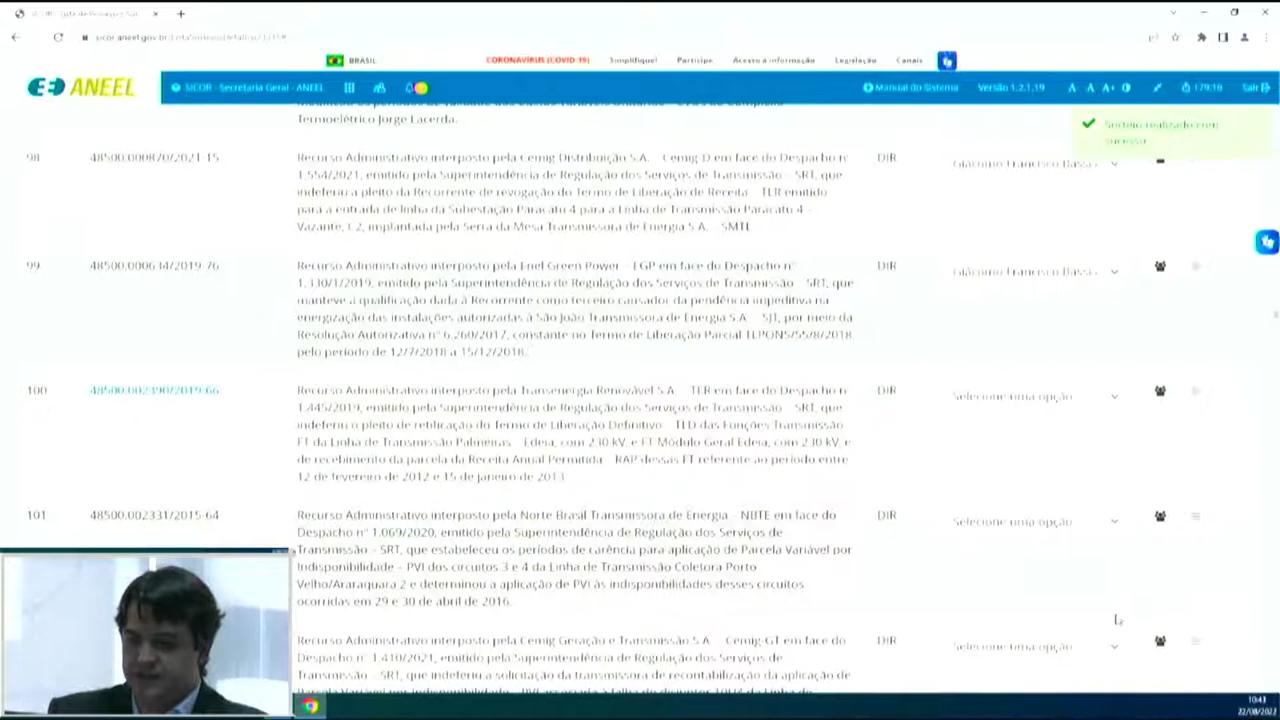 BRASIL CORONAVÍRUS (COVID-19) Simplifique! Participe Acesso à informação Legislação Canais
ANEEL
SICOR - Secretaria Geral - ANEEL Manual do Sistema Versão 1.2.1.19 A A A+ 179:18 Sair
Termoelétrico Jorge Lacerda.
Sorteio realizado com
sucesso
98 48500.000870/2021-15 Recurso Administrativo interposto pela Cemig Distribuição S.A. - Cemig-D em face do Despacho nº DIR Giácomo Francisco Bassi
1.554/2021, emitido pela Superintendência de Regulação dos Serviços de Transmissão - SRT, que
indeferiu a pleito da Recorrente de revogação do Termo de Liberação de Receita - TLR emitido
para a entrada de linha da Subestação Paracatu 4 para a Linha de Transmissão Paracatu 4 -
Vazante, C2, implantada pela Serra da Mesa Transmissora de Energia S.A. - SMTE.
99 48500.000634/2019-76 Recurso Administrativo interposto pela Enel Green Power - EGP em face do Despacho nº DIR Giácomo Francisco Bassi
Superintendência de Regulação dos Serviços de Transmissão - SRT, que
manteve a qualificação dada à Recorrente como terceiro causador da pendência impeditiva na
energização das instalações autorizadas à São João Transmissora de Energia S.A. - SJT, por meio da
Resolução Autorizativa nº 6.260/2017, constante no Termo de Liberação Parcial
pelo período de 12/7/2018 a 15/12/2018.
100 48500.002390/2019-66 Recurso Administrativo interposto pela Transenergia Renovável S.A. - TER em face do Despacho nº DIR Selecione uma opção
1.445/2019, emitido pela Superintendência de Regulação dos Serviços de Transmissão - SRT, que
indeferiu o pleito de retificação do Termo de Liberação Definitivo - TLD das Funções Transmissão
FT da Linha de Transmissão Palmeiras - Edeia, com 230 kV, e FT Módulo Geral Edeia, com 230 kV, e
de recebimento da parcela da Receita Anual Permitida - RAP dessas FT referente ao período entre
12 de fevereiro de 2012 e 15 de janeiro de 2013.
101 48500.002331/2015-64 Recurso Administrativo interposto pela Norte Brasil Transmissora de Energia - NBTE em face do DIR Selecione uma opção
Despacho nº 1.069/2020, emitido pela Superintendência de Regulação dos Serviços de
Transmissão - SRT, que estabeleceu os períodos de carência para aplicação de Parcela Variável por
Indisponibilidade - PVI dos circuitos 3 e 4 da Linha de Transmissão Coletora Porto
Velho/Araraquara 2 e determinou a aplicação de PVI às indisponibilidades desses circuitos
ocorridas em 29 e 30 de abril de 2016.
Recurso Administrativo interposto pela Cemig Geração e Transmissão S.A. - Cemig-GT em face do DIR Selecione uma opção
Despacho nº 1.410/2021, emitido pela Superintendência de Regulação dos Serviços de
Transmissão - SRT, que indeferiu a solicitação da transmissora de recontabilização da aplicação de
10:43
22/08/2022